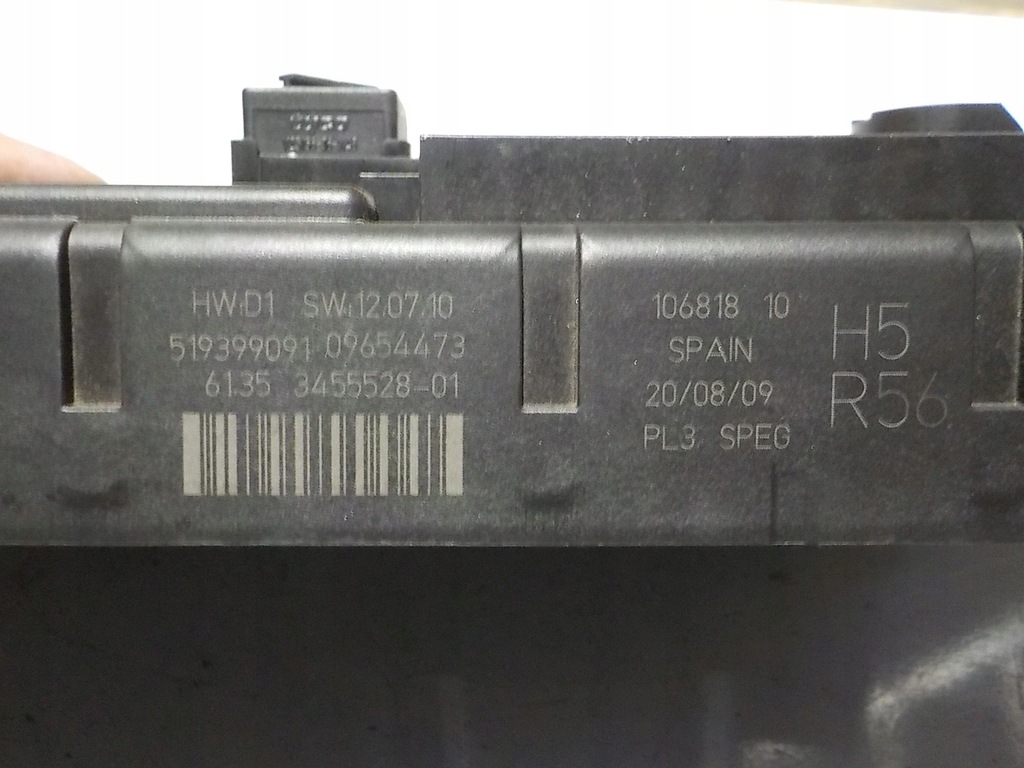 HW.D1 SW.12.07.10
519399091 09654473
61.35 3455528-01
106818 10
SPAIN
20/08/09
PL3 SPEG
H5
R56